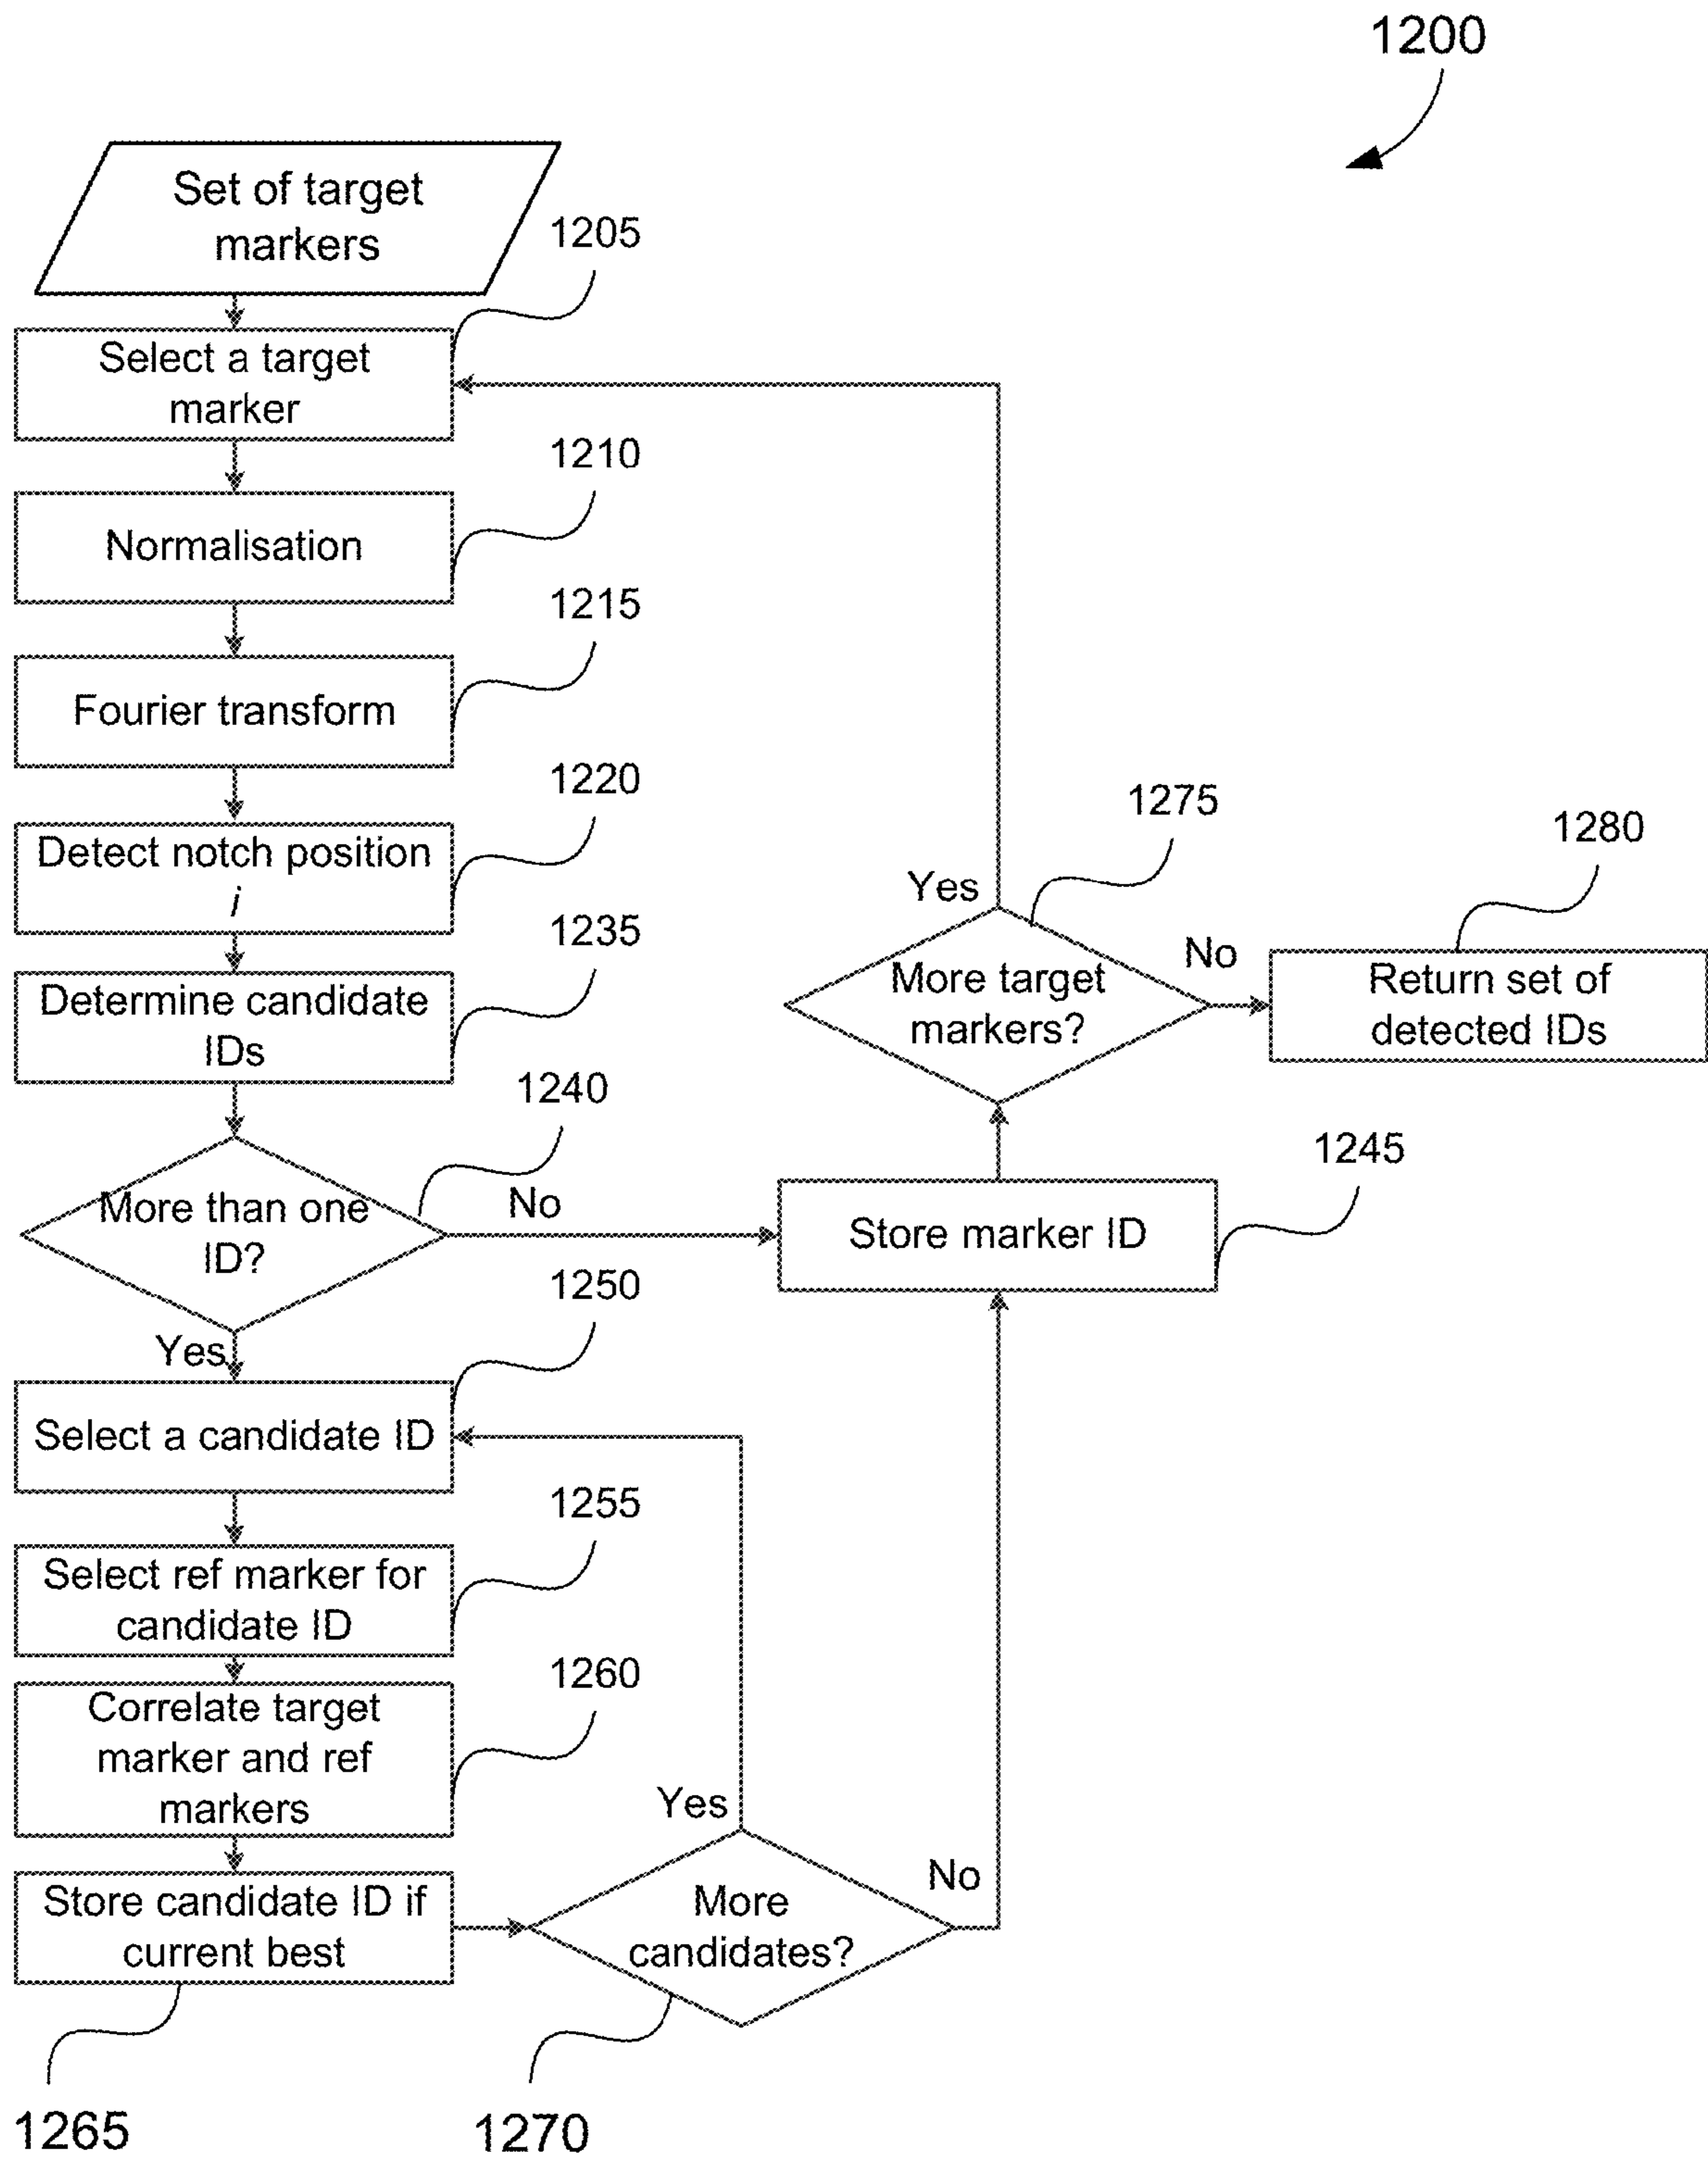 1200
Set of target
markers
1205
Select a target
marker
1210
Normalisation
1215
Fourier transform
1220
Detect notch position
i
1235
Determine candidate
IDs
1240
More than one
ID?
No
Yes
1250
Select a candidate ID
1255
Select ref marker for
candidate ID
1260
Correlate target
marker and ref
markers
Store candidate ID if
current best
1265
More
candidates?
Yes
No
1270
Store marker ID
1245
More target
markers?
Yes
No
1275
1280
Return set of
detected IDs